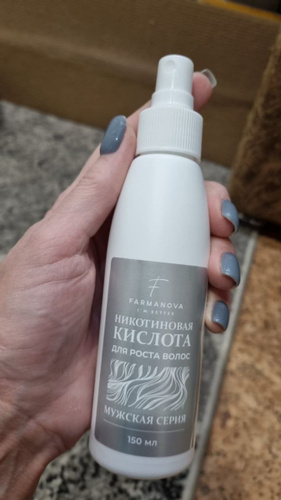 F
FARMANOVA
I'M BETTER
НИКОТИНОВАЯ
КИСЛОТА
ДЛЯ РОСТА ВОЛОС
МУЖСКАЯ СЕРИЯ
150 мл